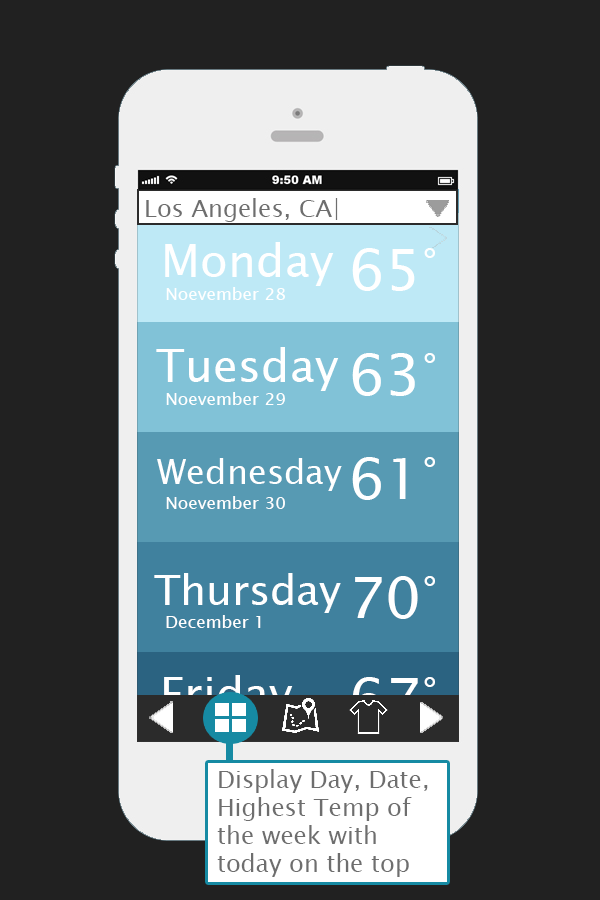 9:50 AM
Los Angeles, CA
Monday 65°
Noevember 28
Tuesday 63°
Noevember 29
Wednesday 61°
Noevember 30
Thursday 70°
December 1
Friday 67°
Display Day, Date,
Highest Temp of
the week with
today on the top